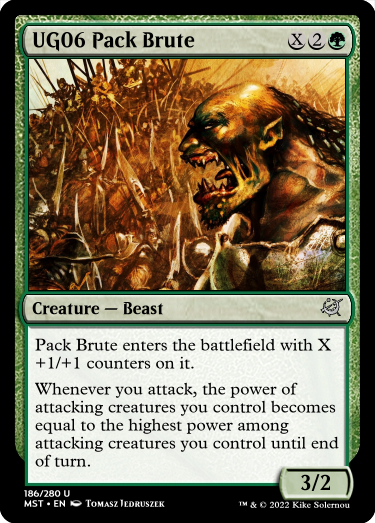 UG06 Pack Brute X 2
Creature — Beast
Pack Brute enters the battlefield with X
+1/+1 counters on it.
Whenever you attack, the power of
attacking creatures you control becomes
equal to the highest power among
attacking creatures you control until end
of turn.
3/2
186/280 U
MST • EN Tomasz Jedruszek
™ & © 2022 Kike Solernou